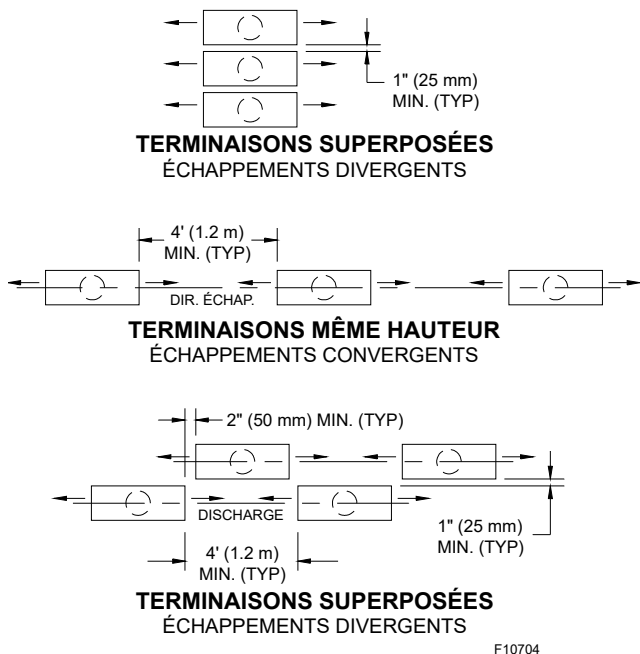 1" (25 mm)
MIN. (TYP)
TERMINAISONS SUPERPOSÉES
ÉCHAPPEMENTS DIVERGENTS
4' (1.2 m)
MIN. (TYP)
DIR. ÉCHAP.
TERMINAISONS MÊME HAUTEUR
ÉCHAPPEMENTS CONVERGENTS
2" (50 mm) MIN. (TYP)
DISCHARGE
1" (25 mm)
MIN. (TYP)
4' (1.2 m)
MIN. (TYP)
TERMINAISONS SUPERPOSÉES
ÉCHAPPEMENTS DIVERGENTS
F10704